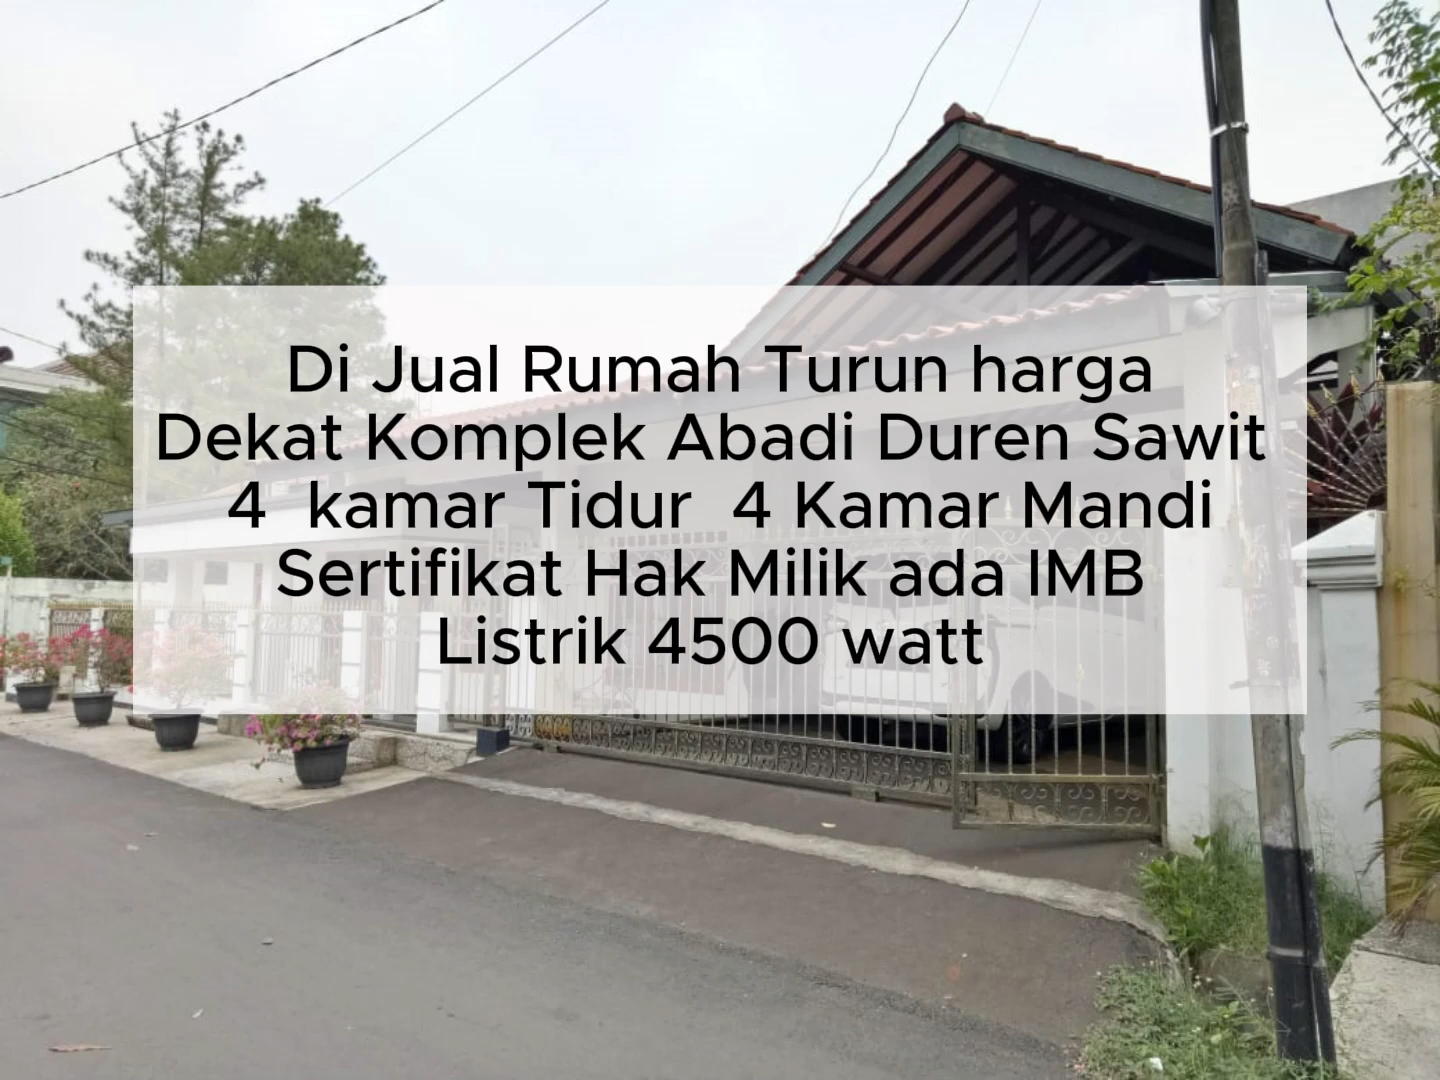 Di Jual Rumah Turun harga
Dekat Komplek Abadi Duren Sawit
4  kamar Tidur  4 Kamar Mandi
Sertifikat Hak Milik ada IMB
Listrik 4500 watt